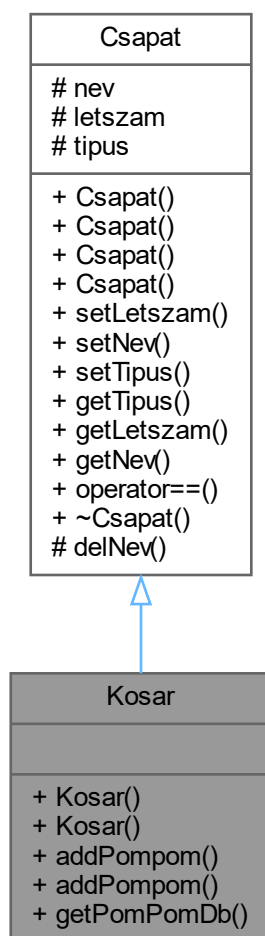 Csapat
# nev
# letszam
# tipus
+ Csapat()
+ Csapat()
+ Csapat()
+ Csapat()
+ setLetszam()
+ setNev()
+ setTipus()
+ getTipus()
+ getLetszam()
+ getNev()
+ operator==()
+ ~Csapat()
# delNev()
Kosar
+ Kosar()
+ Kosar()
+ addPompom()
+ addPompom()
+ getPomPomDb()